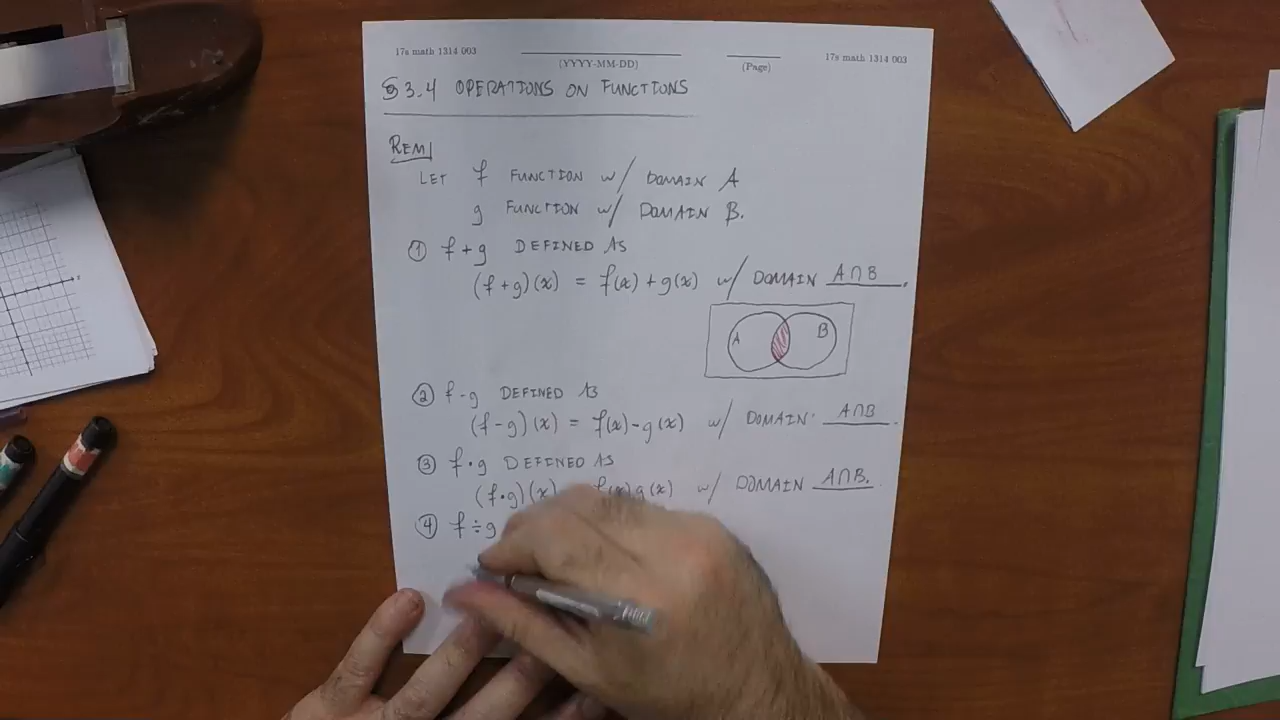 17s math 1314 003 (YYYY-MM-DD) (Page) 17s math 1314 003
§3.4 OPERATIONS ON FUNCTIONS
REM
LET f FUNCTION w/ DOMAIN A
g FUNCTION w/ DOMAIN B.
① f+g DEFINED AS
(f+g)(x) = f(x)+g(x) w/ DOMAIN A∩B.
A B
② f-g DEFINED AS
(f-g)(x) = f(x)-g(x) w/ DOMAIN: A∩B.
③ f·g DEFINED AS
(f·g)(x) f(x)g(x) w/ DOMAIN A∩B.
④ f÷g